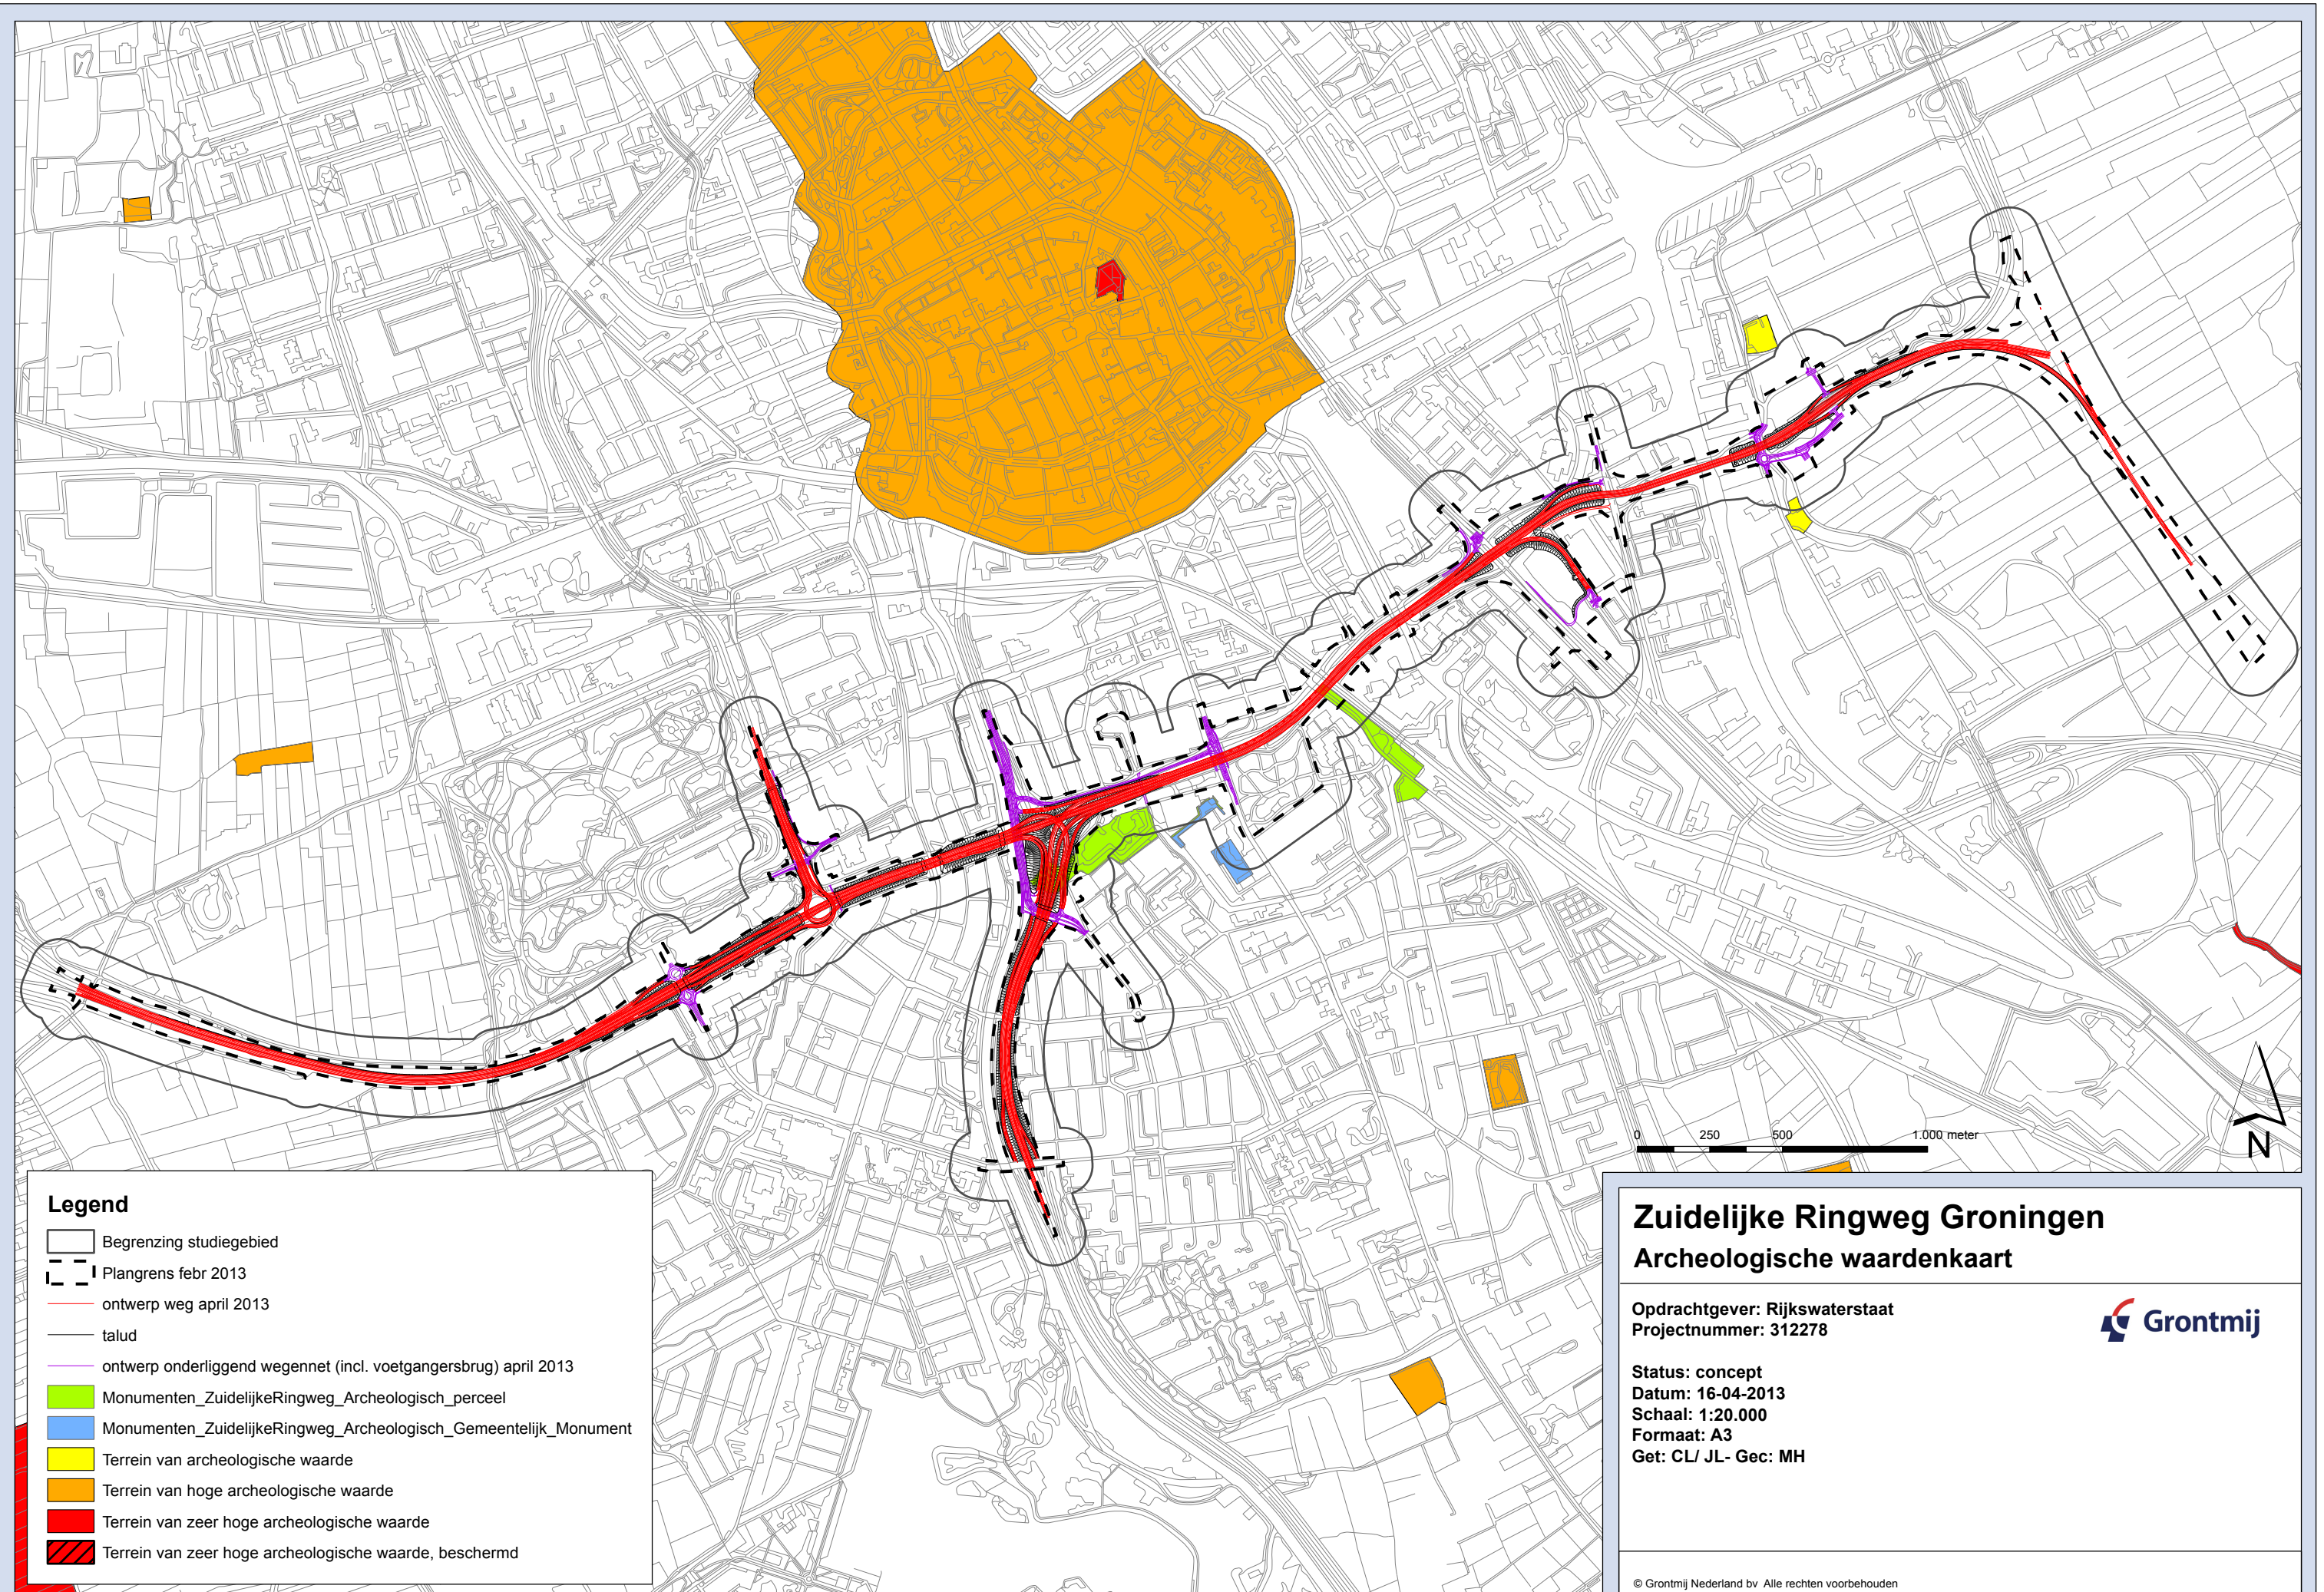 0 250 500 1.000 meter
N
Legend
Begrenzing studiegebied
Plangrens febr 2013
ontwerp weg april 2013
talud
ontwerp onderliggend wegennet (incl. voetgangersbrug) april 2013
Monumenten_ZuidelijkeRingweg_Archeologisch_perceel
Monumenten_ZuidelijkeRingweg_Archeologisch_Gemeentelijk_Monument
Terrein van archeologische waarde
Terrein van hoge archeologische waarde
Terrein van zeer hoge archeologische waarde
Terrein van zeer hoge archeologische waarde, beschermd
Zuidelijke Ringweg Groningen
Archeologische waardenkaart
Opdrachtgever: Rijkswaterstaat
Projectnummer: 312278
Grontmij
Status: concept
Datum: 16-04-2013
Schaal: 1:20.000
Formaat: A3
Get: CL/ JL- Gec: MH
© Grontmij Nederland bv Alle rechten voorbehouden